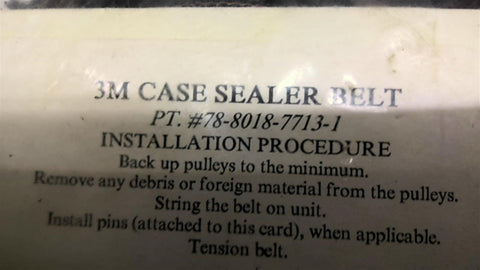 3M CASE SEALER BELT
PT. #78-8018-7713-1
INSTALLATION PROCEDURE
Back up pulleys to the minimum.
Remove any debris or foreign material from the pulleys.
String the belt on unit.
Install pins (attached to this card), when applicable.
Tension belt.